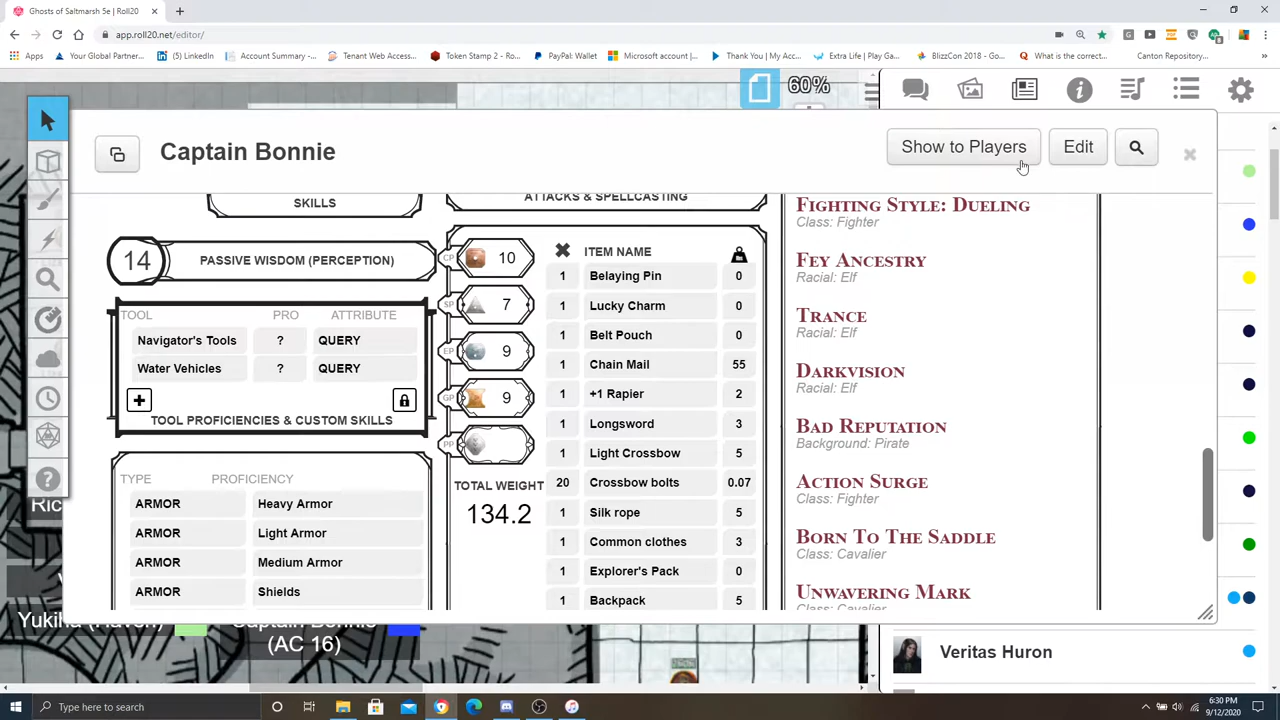 Ghosts of Saltmarsh 5e | Roll20
app.roll20.net/editor/
Apps
Your Global Partner...
(5) LinkedIn
Account Summary -...
Tenant Web Access...
Token Stamp 2 - Ro...
PayPal: Wallet
Microsoft account |...
Thank You | My Acc...
Extra Life | Play Ga...
BlizzCon 2018 - Go...
What is the correct...
Canton Repository...
60%
Captain Bonnie
Show to Players
Edit
SKILLS
14
PASSIVE WISDOM (PERCEPTION)
TOOL PRO ATTRIBUTE
Navigator's Tools ? QUERY
Water Vehicles ? QUERY
TOOL PROFICIENCIES & CUSTOM SKILLS
TYPE PROFICIENCY
ARMOR Heavy Armor
ARMOR Light Armor
ARMOR Medium Armor
ARMOR Shields
ATTACKS & SPELLCASTING
CP 10
SP 7
EP 9
GP 9
PP
TOTAL WEIGHT
134.2
ITEM NAME
1 Belaying Pin 0
1 Lucky Charm 0
1 Belt Pouch 0
1 Chain Mail 55
1 +1 Rapier 2
1 Longsword 3
1 Light Crossbow 5
20 Crossbow bolts 0.07
1 Silk rope 5
1 Common clothes 3
1 Explorer's Pack 0
1 Backpack 5
FIGHTING STYLE: DUELING
Class: Fighter
FEY ANCESTRY
Racial: Elf
TRANCE
Racial: Elf
DARKVISION
Racial: Elf
BAD REPUTATION
Background: Pirate
ACTION SURGE
Class: Fighter
BORN TO THE SADDLE
Class: Cavalier
UNWAVERING MARK
Class: Cavalier
Captain Bonnie
(AC 16)
Veritas Huron
Type here to search
6:30 PM
9/12/2020